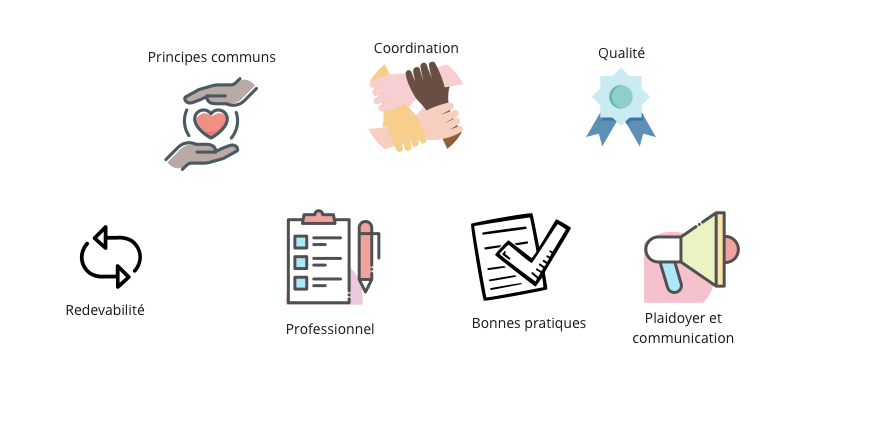 Principes communs
Coordination
Qualité
Redevabilité
Professionnel
Bonnes pratiques
Plaidoyer et
communication